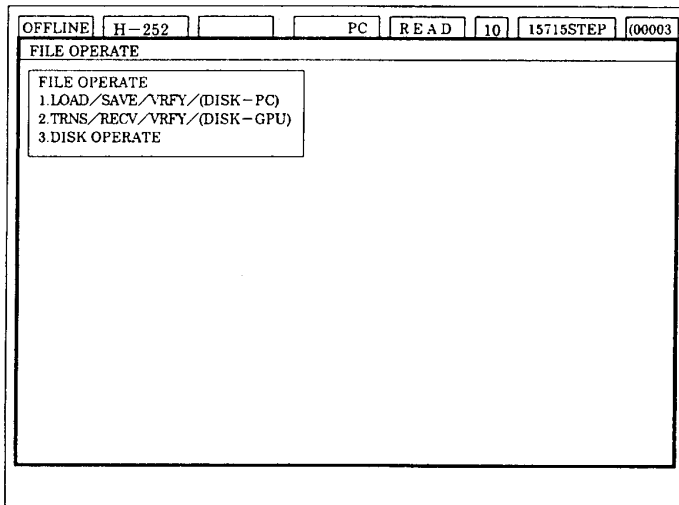 OFFLINE H-252 PC READ 10 15715STEP (00003
FILE OPERATE
FILE OPERATE
1.LOAD/SAVE/VRFY/(DISK-PC)
2.TRNS/RECV/VRFY/(DISK-GPU)
3.DISK OPERATE